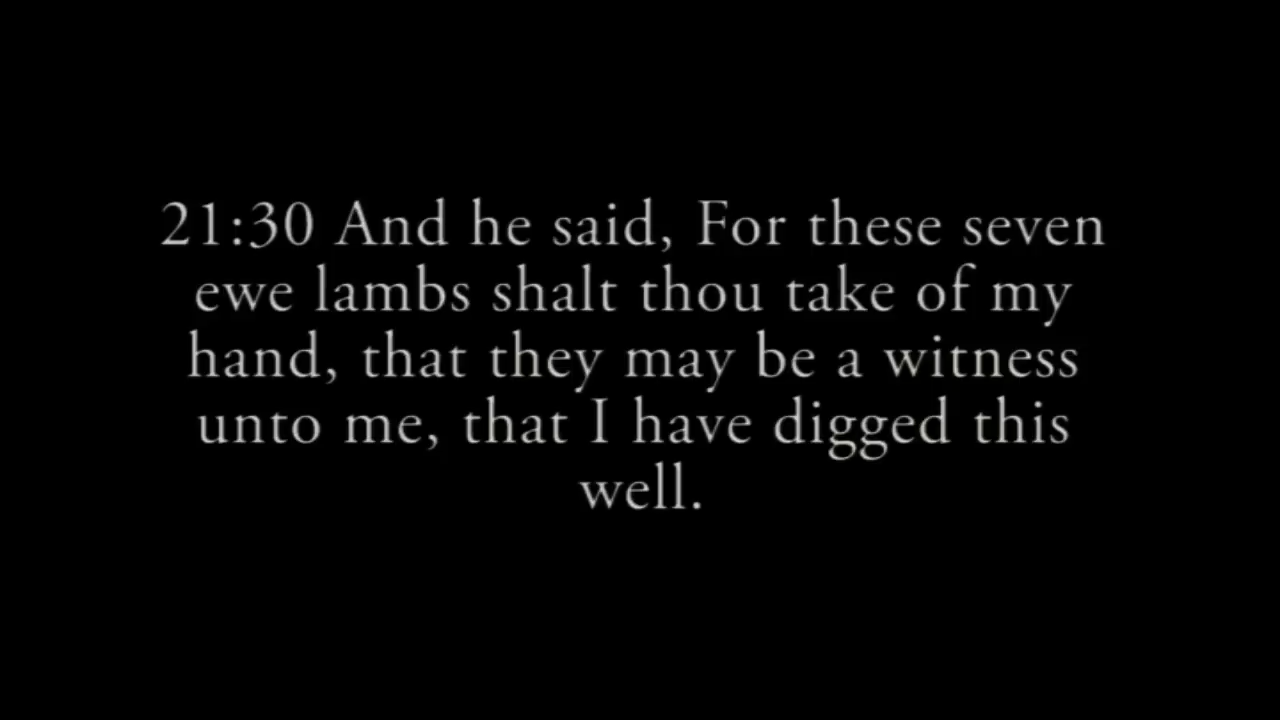 21:30 And he said, For these seven
ewe lambs shalt thou take of my
hand, that they may be a witness
unto me, that I have digged this
well.